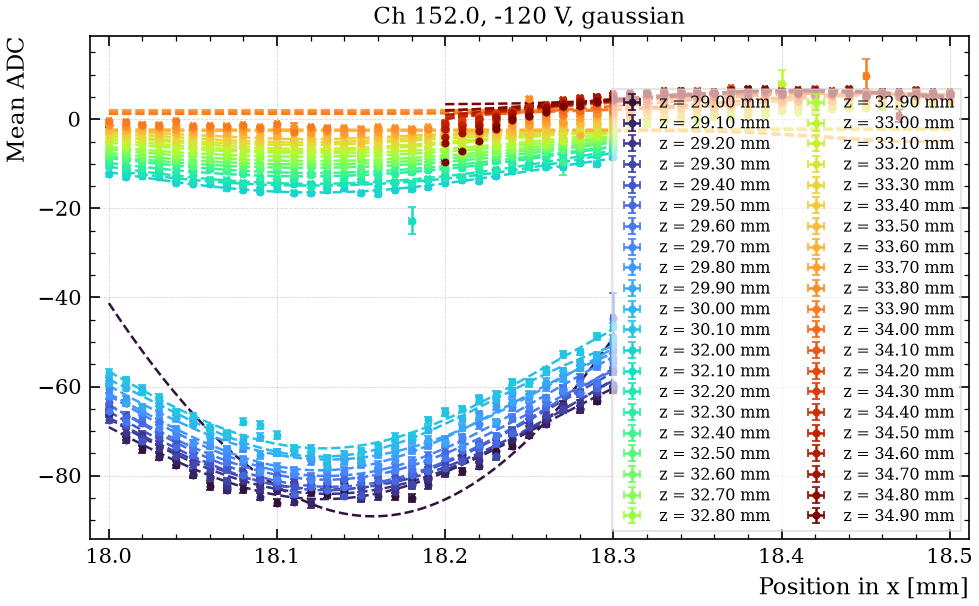 Ch 152.0, -120 V, gaussian
Mean ADC
0
−20
−40
−60
−80
z = 29.00 mm
z = 29.10 mm
z = 29.20 mm
z = 29.30 mm
z = 29.40 mm
z = 29.50 mm
z = 29.60 mm
z = 29.70 mm
z = 29.80 mm
z = 29.90 mm
z = 30.00 mm
z = 30.10 mm
z = 32.00 mm
z = 32.10 mm
z = 32.20 mm
z = 32.30 mm
z = 32.40 mm
z = 32.50 mm
z = 32.60 mm
z = 32.70 mm
z = 32.80 mm
z = 32.90 mm
z = 33.00 mm
z = 33.10 mm
z = 33.20 mm
z = 33.30 mm
z = 33.40 mm
z = 33.50 mm
z = 33.60 mm
z = 33.70 mm
z = 33.80 mm
z = 33.90 mm
z = 34.00 mm
z = 34.10 mm
z = 34.20 mm
z = 34.30 mm
z = 34.40 mm
z = 34.50 mm
z = 34.60 mm
z = 34.70 mm
z = 34.80 mm
z = 34.90 mm
18.0
18.1
18.2
18.3
18.4
18.5
Position in x [mm]